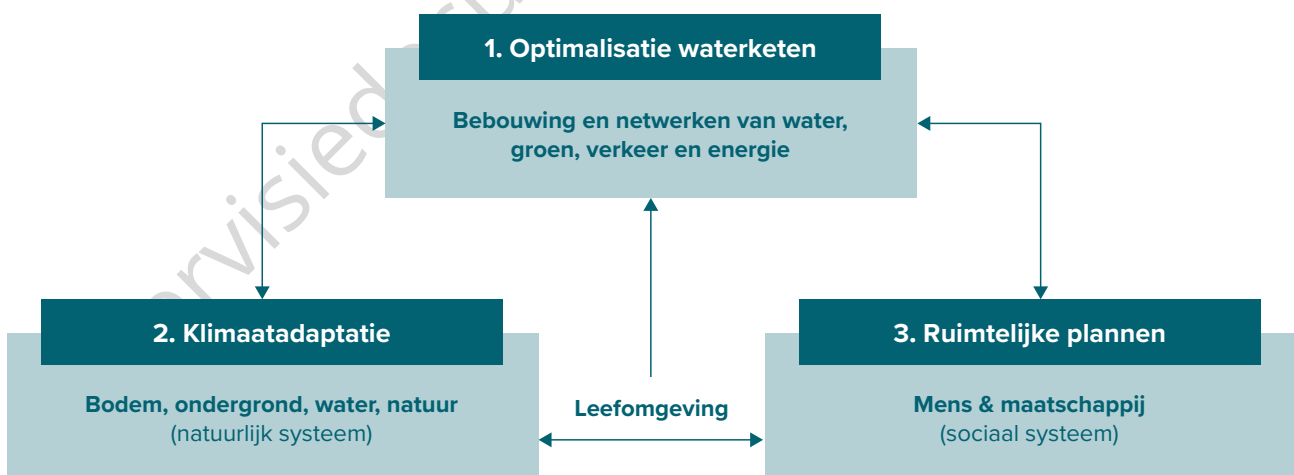 1. Optimalisatie waterketen
Bebouwing en netwerken van water,
groen, verkeer en energie
2. Klimaatadaptatie
Bodem, ondergrond, water, natuur
(natuurlijk systeem)
Leefomgeving
3. Ruimtelijke plannen
Mens & maatschappij
(sociaal systeem)